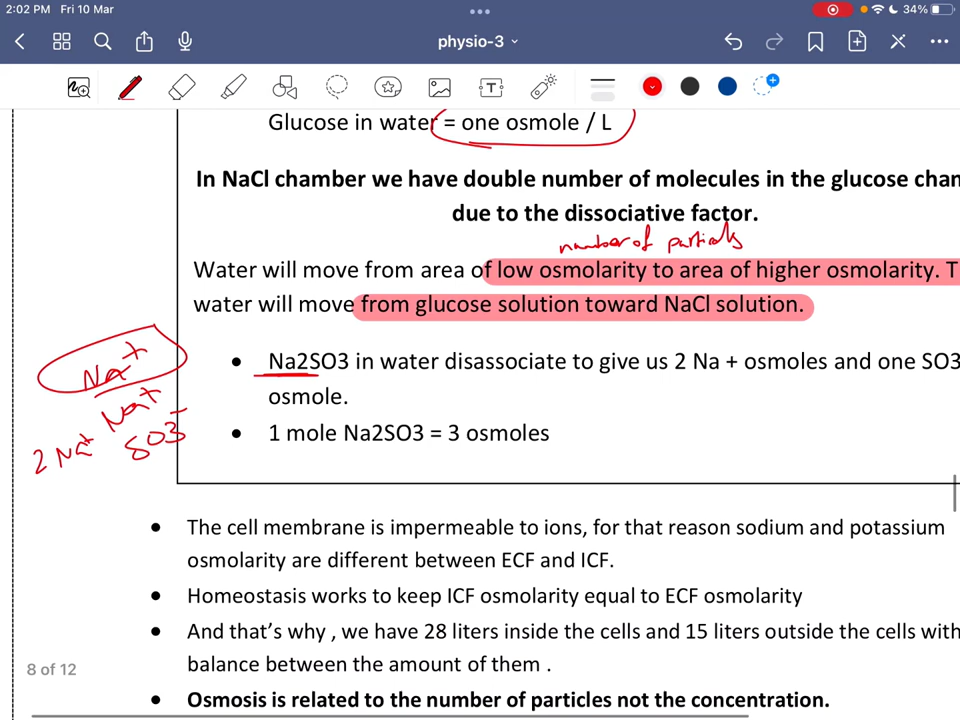 2:02 PM Fri 10 Mar
34%
physio-3
T
Glucose in water = one osmole / L
In NaCl chamber we have double number of molecules in the glucose cham
due to the dissociative factor.
number of particls
Water will move from area of low osmolarity to area of higher osmolarity. T
water will move from glucose solution toward NaCl solution.
Na+
Na+
SO3-
2 Na+
• Na2SO3 in water disassociate to give us 2 Na + osmoles and one SO3
osmole.
• 1 mole Na2SO3 = 3 osmoles
• The cell membrane is impermeable to ions, for that reason sodium and potassium
osmolarity are different between ECF and ICF.
• Homeostasis works to keep ICF osmolarity equal to ECF osmolarity
• And that’s why , we have 28 liters inside the cells and 15 liters outside the cells with
balance between the amount of them .
• Osmosis is related to the number of particles not the concentration.
8 of 12